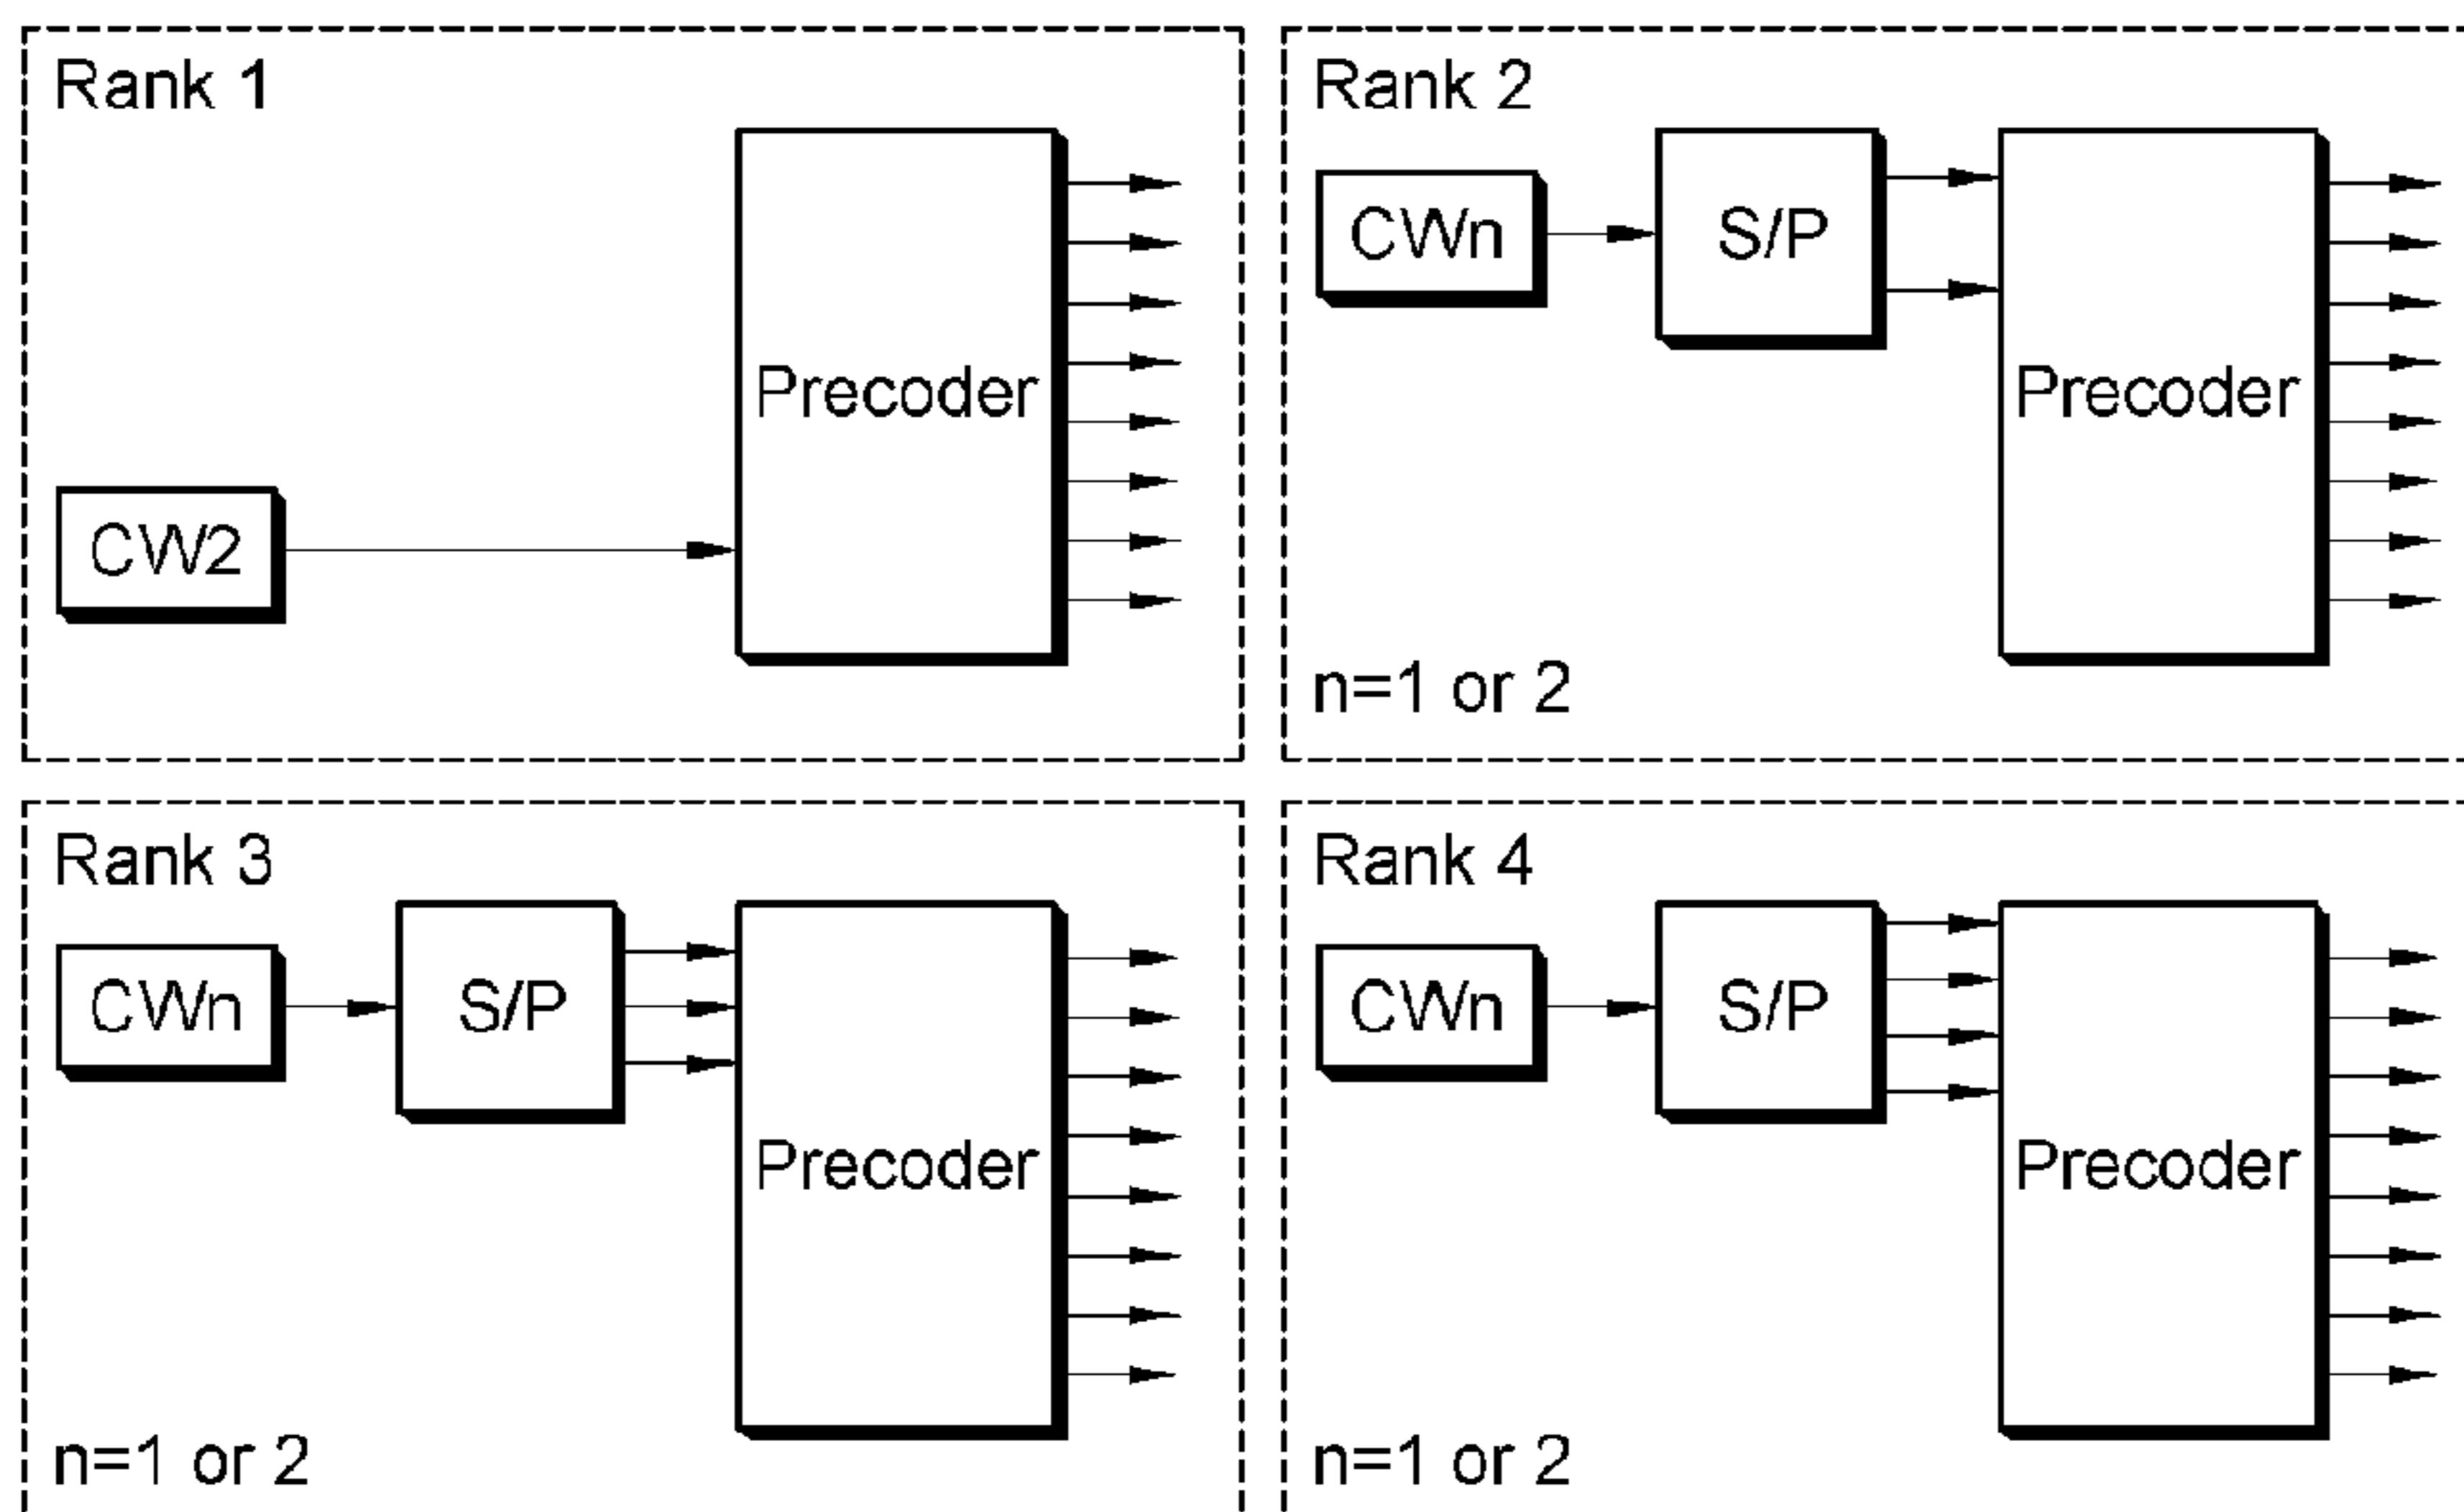 Rank 1
Precoder
CW2
Rank 2
CWn
S/P
Precoder
n=1 or 2
Rank 3
CWn
S/P
Precoder
n=1 or 2
Rank 4
CWn
S/P
Precoder
n=1 or 2